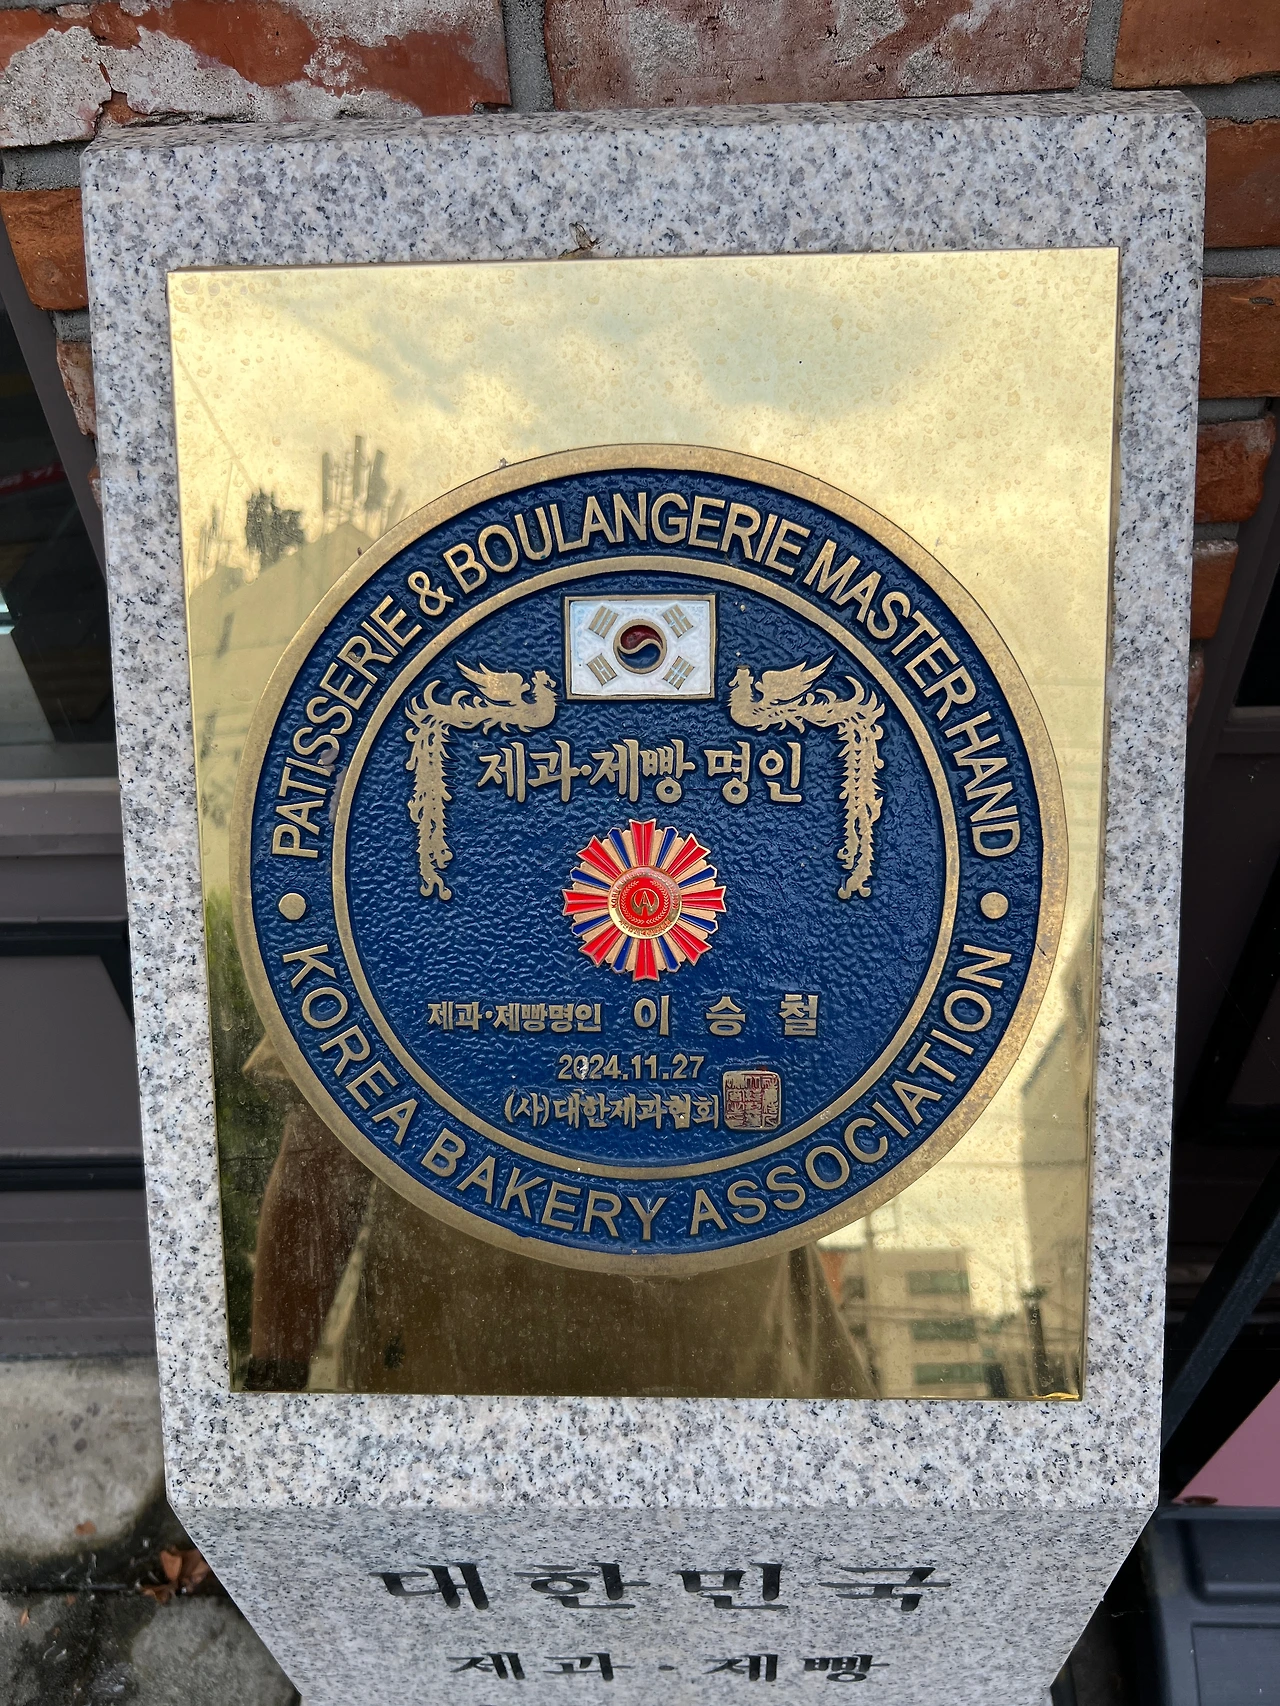 PATISSERIE & BOULANGERIE MASTER HAND
제과·제빵 명인
제과·제빵명인 이 승 철
2024.11.27
(사)대한제과협회
KOREA BAKERY ASSOCIATION
대한민국
제과·제빵